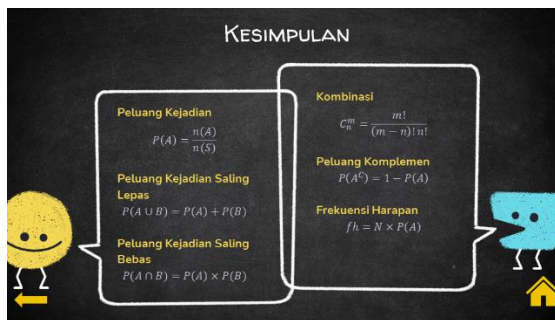 KESIMPULAN
Peluang Kejadian
P(A) = n(A)/n(S)
Peluang Kejadian Saling
Lepas
P(A ∪ B) = P(A) + P(B)
Peluang Kejadian Saling
Bebas
P(A ∩ B) = P(A) × P(B)
Kombinasi
C_n^m = m!/((m − n)! n!)
Peluang Komplemen
P(A^C) = 1 − P(A)
Frekuensi Harapan
fh = N × P(A)